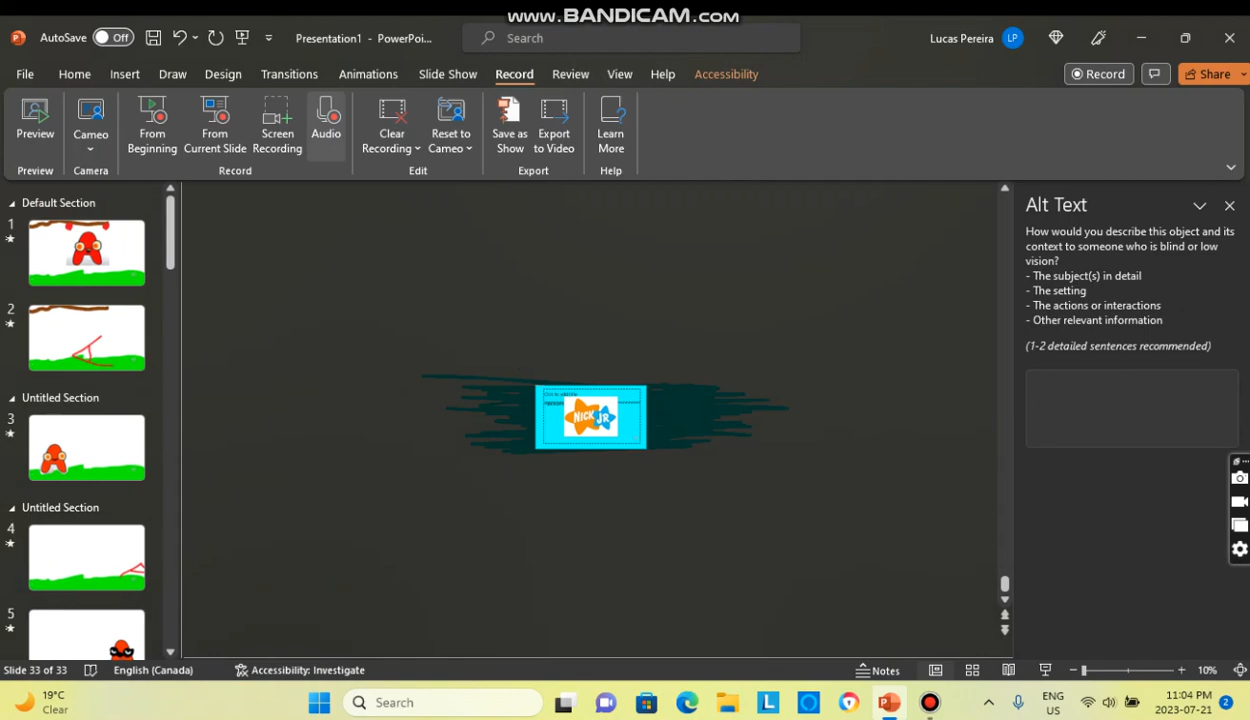 www.BANDICAM.com
AutoSave Off Presentation1 - PowerPoi... Search Lucas Pereira LP
File Home Insert Draw Design Transitions Animations Slide Show Record Review View Help Accessibility Record Share
Preview Cameo From Beginning From Current Slide Screen Recording Audio Clear Recording Reset to Cameo Save as Show Export to Video Learn More
Preview Camera Record Edit Export Help
Default Section
1
2
Untitled Section
3
Untitled Section
4
5
NICK JR
Alt Text
How would you describe this object and its
context to someone who is blind or low
vision?
- The subject(s) in detail
- The setting
- The actions or interactions
- Other relevant information
(1-2 detailed sentences recommended)
Slide 33 of 33 English (Canada) Accessibility: Investigate Notes 10%
19°C
Clear
Search
L
ENG
US
11:04 PM
2023-07-21
2